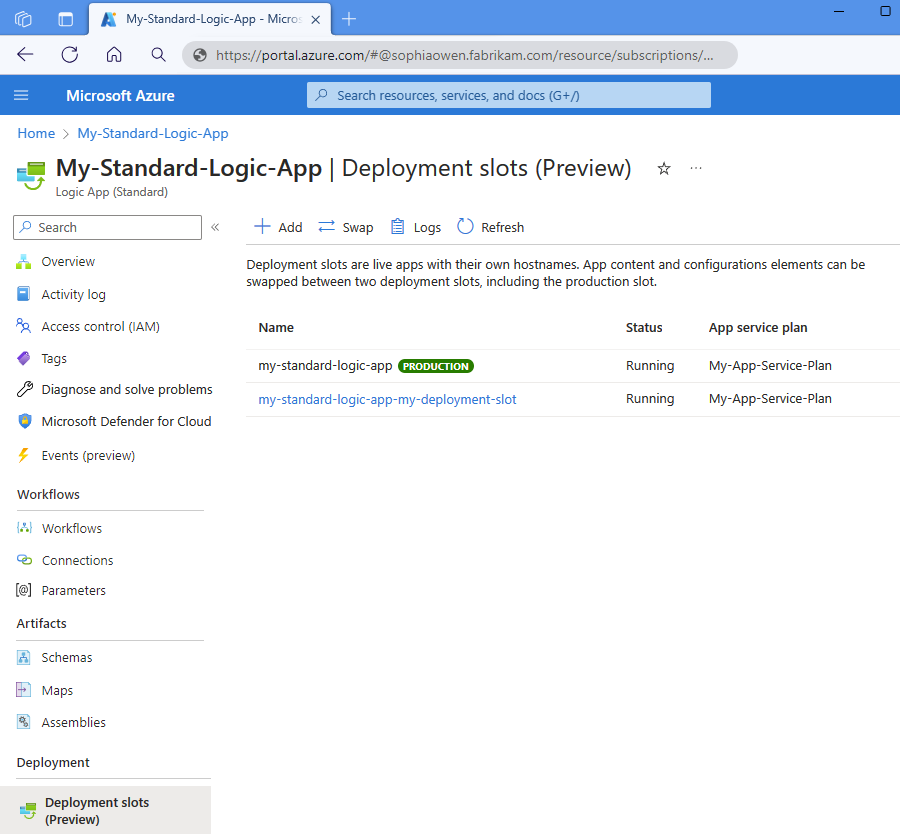 My-Standard-Logic-App - Micros
https://portal.azure.com/#@sophiaowen.fabrikam.com/resource/subscriptions/...
Microsoft Azure
Search resources, services, and docs (G+/)
Home > My-Standard-Logic-App
My-Standard-Logic-App | Deployment slots (Preview)
Logic App (Standard)
Search
Overview
Activity log
Access control (IAM)
Tags
Diagnose and solve problems
Microsoft Defender for Cloud
Events (preview)
Workflows
Workflows
Connections
Parameters
Artifacts
Schemas
Maps
Assemblies
Deployment
Deployment slots
(Preview)
Add Swap Logs Refresh
Deployment slots are live apps with their own hostnames. App content and configurations elements can be
swapped between two deployment slots, including the production slot.
Name Status App service plan
my-standard-logic-app PRODUCTION Running My-App-Service-Plan
my-standard-logic-app-my-deployment-slot Running My-App-Service-Plan